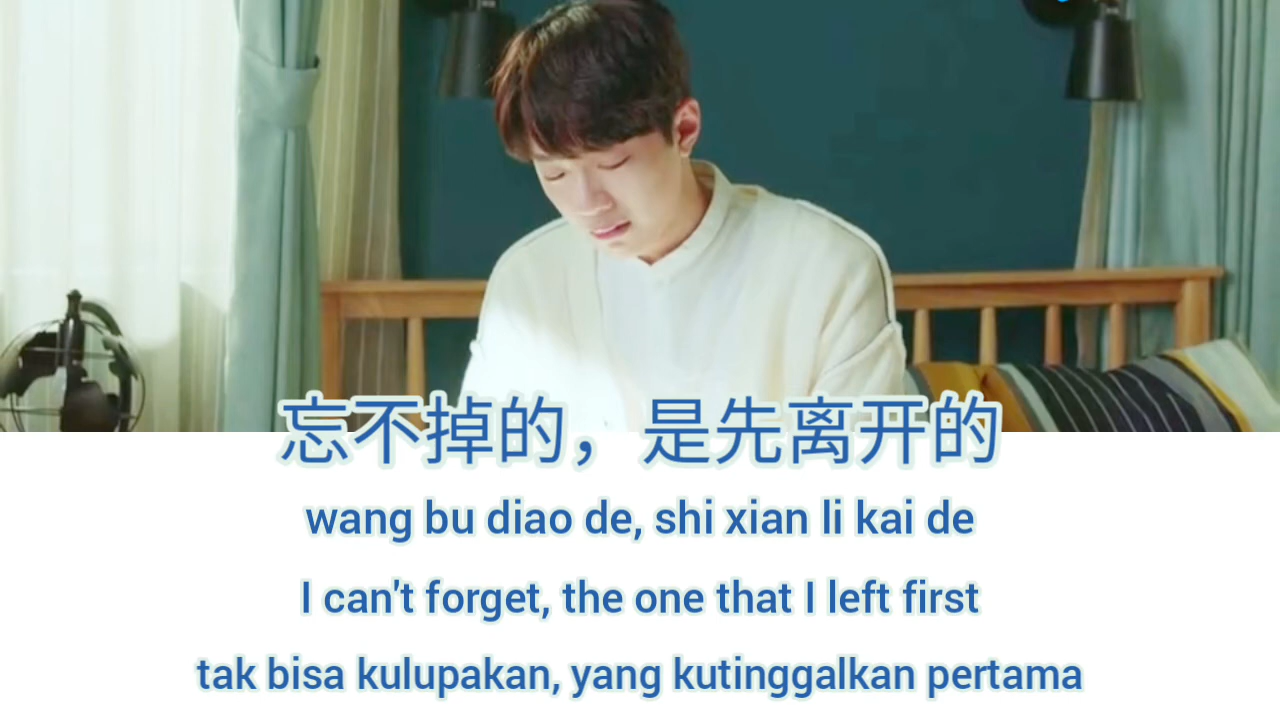 忘不掉的，是先离开的
wang bu diao de, shi xian li kai de
I can't forget, the one that I left first
tak bisa kulupakan, yang kutinggalkan pertama